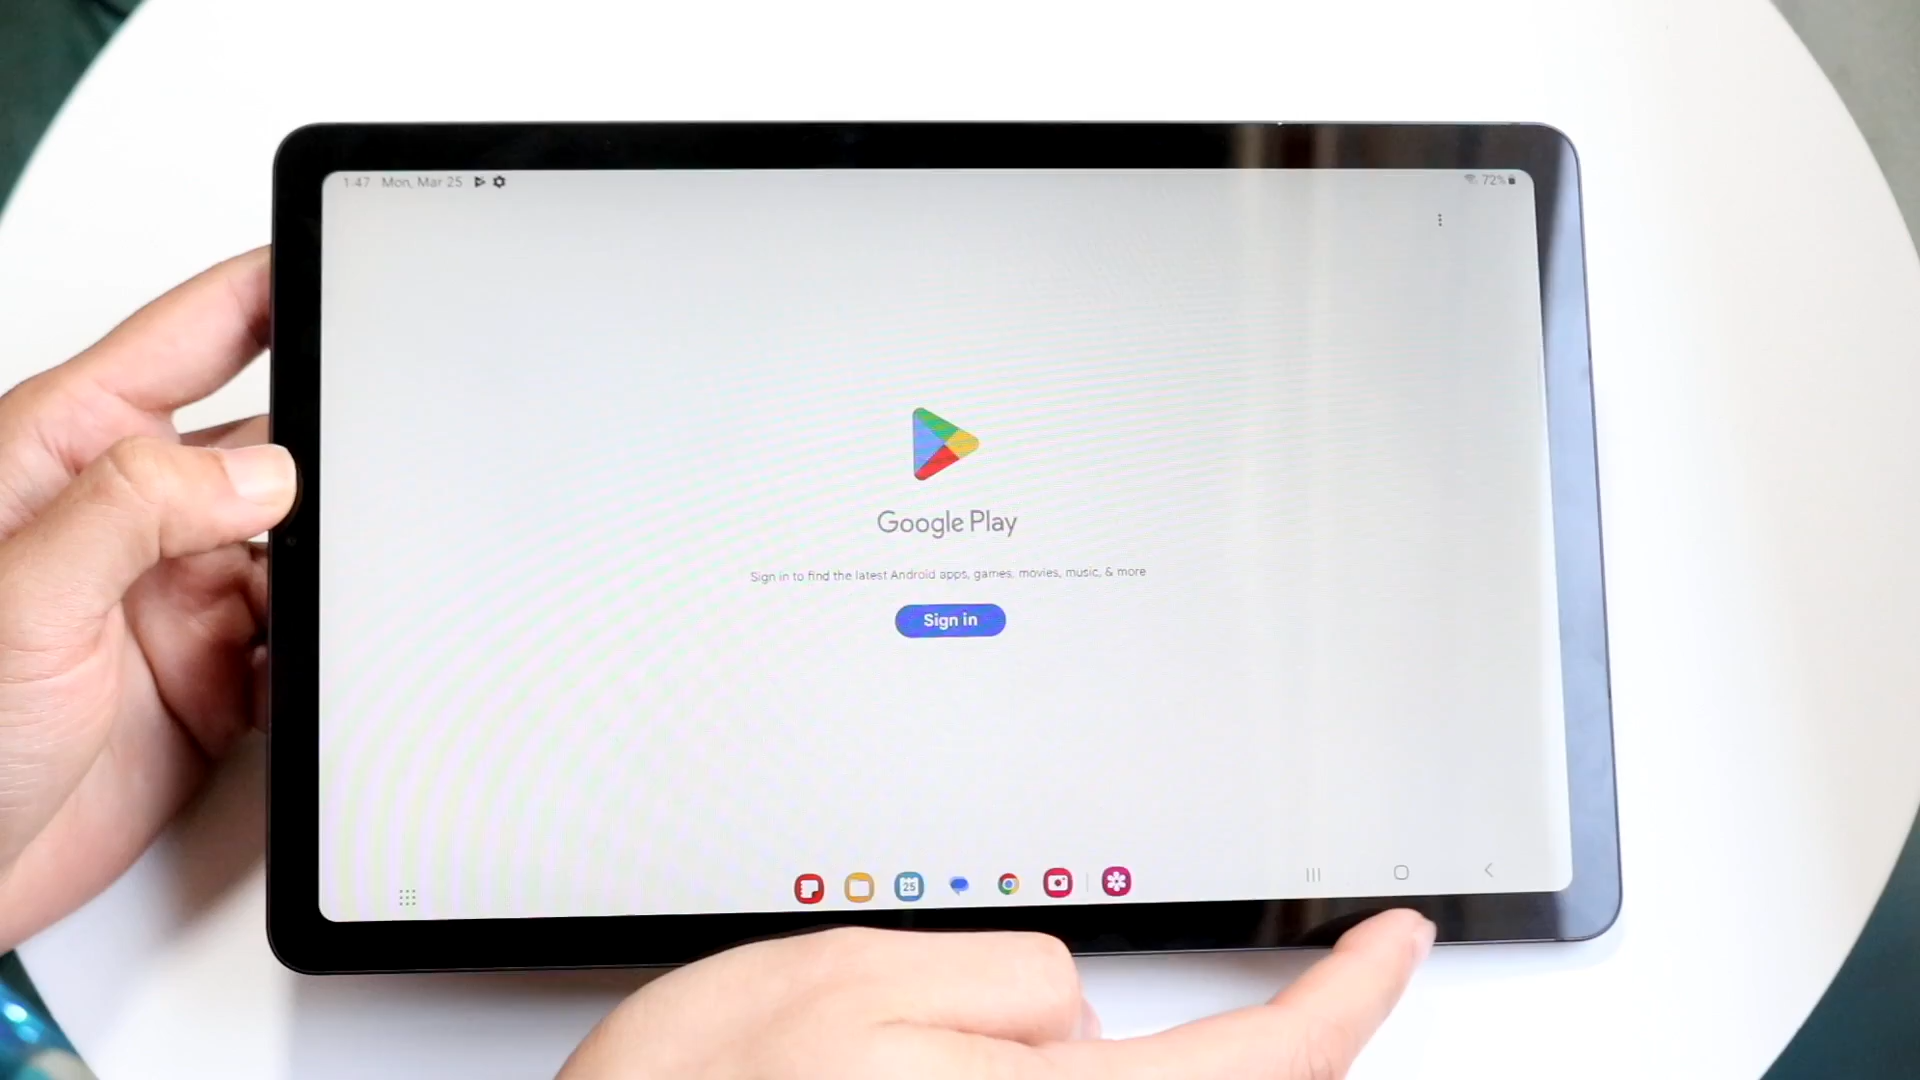 1:47 Mon, Mar 25
72%
Google Play
Sign in to find the latest Android apps, games, movies, music, & more
Sign in
25